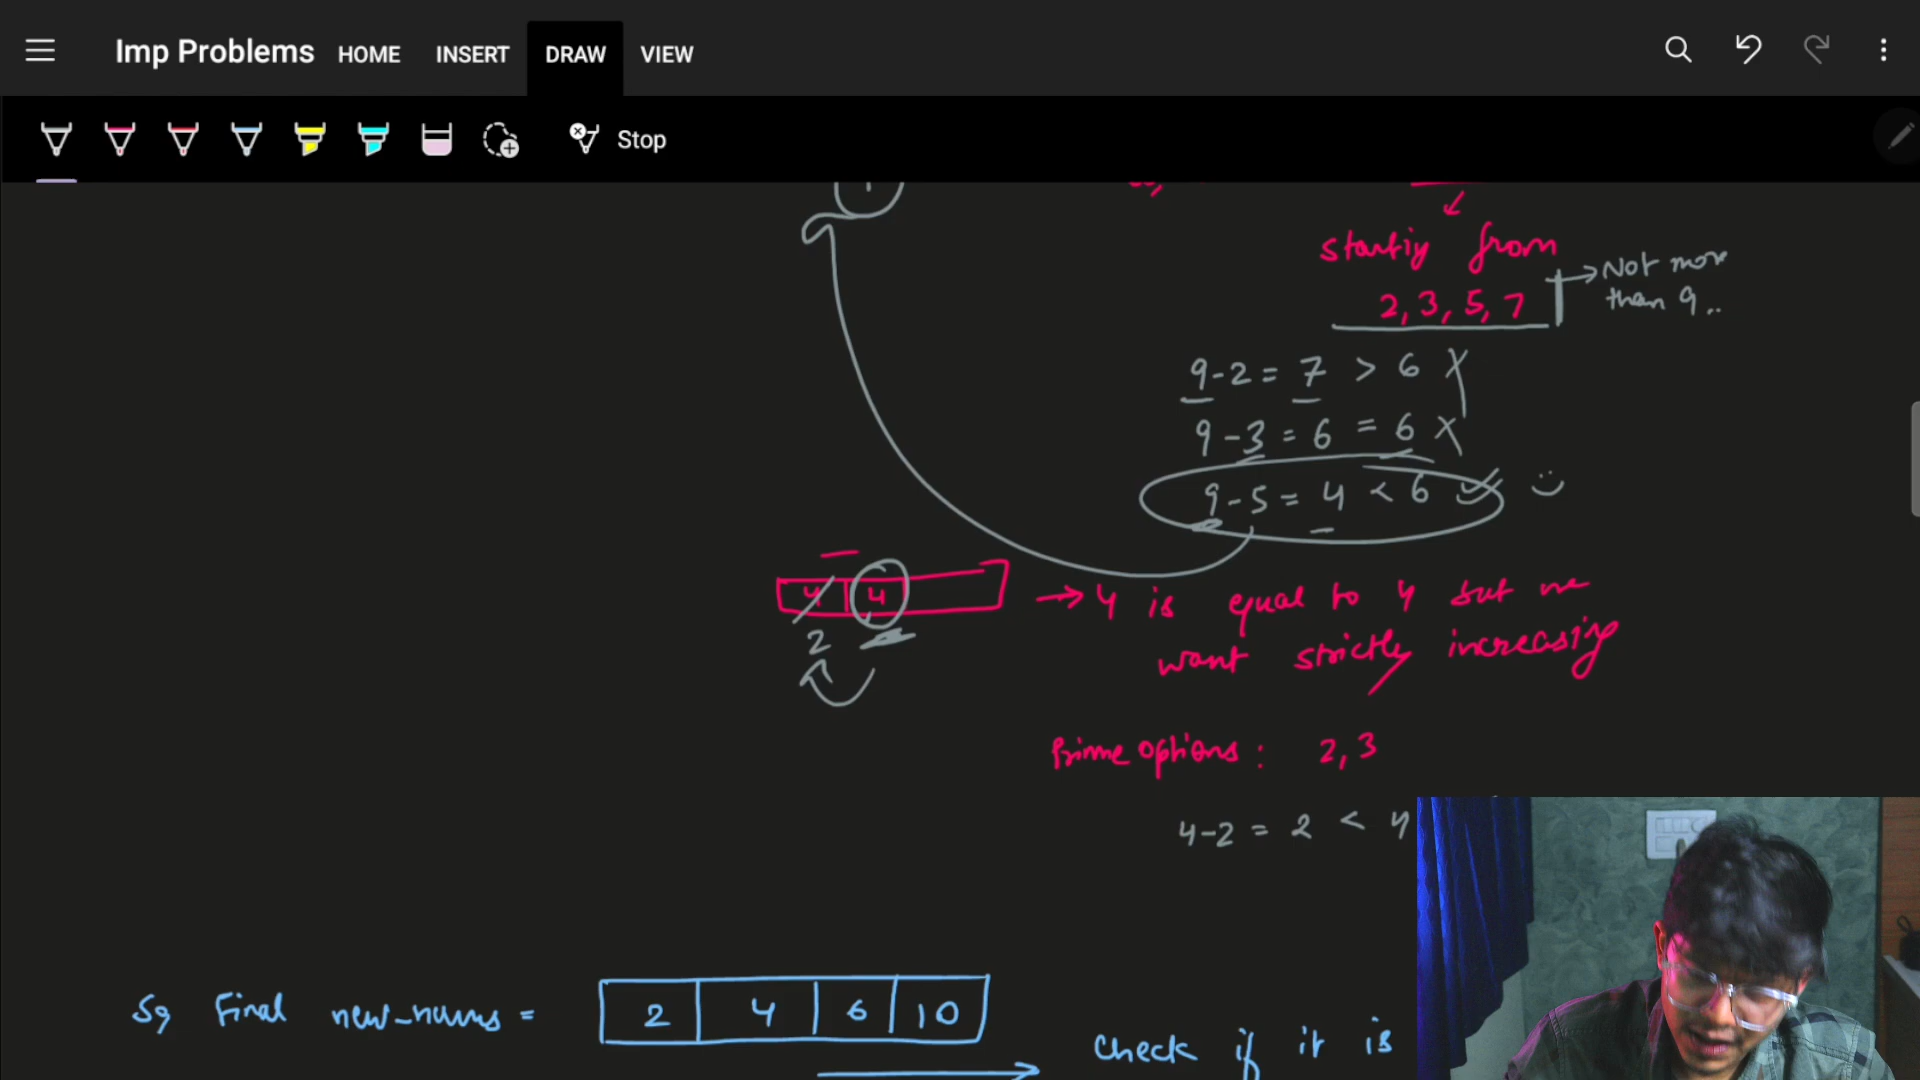 Imp Problems HOME INSERT DRAW VIEW
Stop
starting from
2, 3, 5, 7
Not more
than 9 ..
9-2 = 7 > 6 X
9-3 = 6 = 6 X
9-5 = 4 < 6 ✓
4 4
2
→ 4 is equal to 4 but we
want strictly increasing
Prime options : 2, 3
4-2 = 2 < 4
So Final new_nums = 2 4 6 10
check if it is